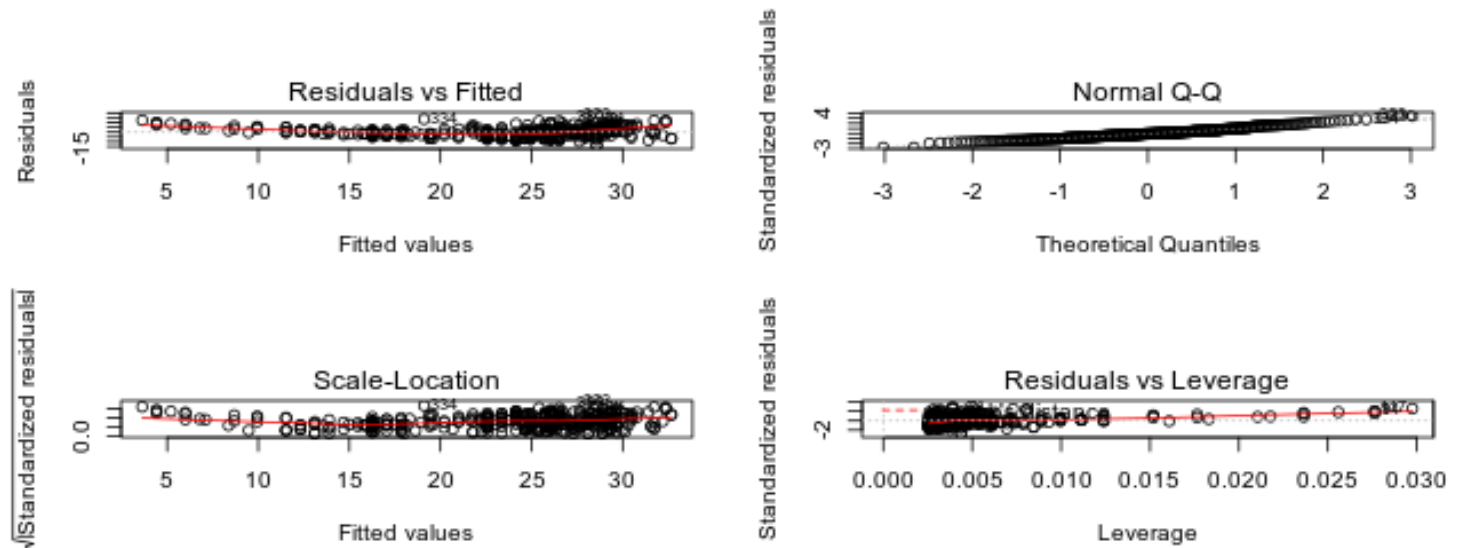 Residuals vs Fitted
Residuals
-15
334
5 10 15 20 25 30
Fitted values
Normal Q-Q
Standardized residuals
-3 4
-3 -2 -1 0 1 2 3
Theoretical Quantiles
Scale-Location
√|Standardized residuals|
0.0
334
5 10 15 20 25 30
Fitted values
Residuals vs Leverage
Standardized residuals
-2
distance
0.000 0.005 0.010 0.015 0.020 0.025 0.030
Leverage